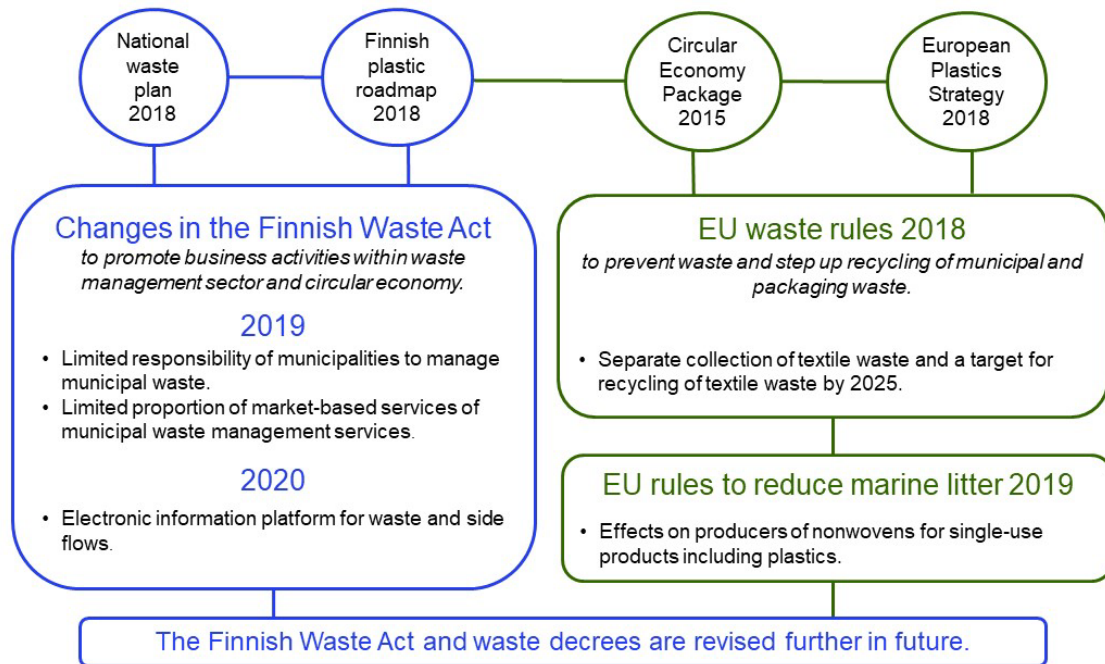 National
waste
plan
2018
Finnish
plastic
roadmap
2018
Circular
Economy
Package
2015
European
Plastics
Strategy
2018
Changes in the Finnish Waste Act
to promote business activities within waste
management sector and circular economy.
2019
• Limited responsibility of municipalities to manage
municipal waste.
• Limited proportion of market-based services of
municipal waste management services.
2020
• Electronic information platform for waste and side
flows.
EU waste rules 2018
to prevent waste and step up recycling of municipal and
packaging waste.
• Separate collection of textile waste and a target for
recycling of textile waste by 2025.
EU rules to reduce marine litter 2019
• Effects on producers of nonwovens for single-use
products including plastics.
The Finnish Waste Act and waste decrees are revised further in future.